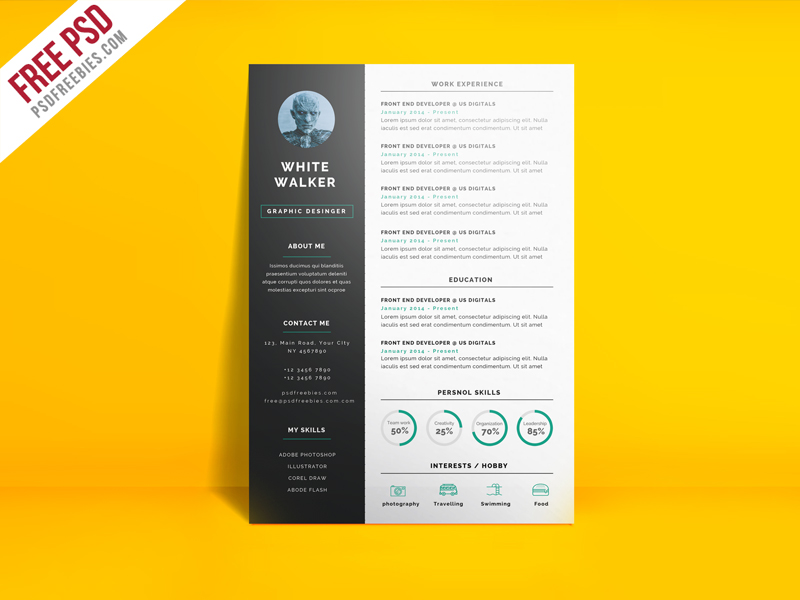 FREE PSD
PSDFREEBIES.COM
WHITE
WALKER
GRAPHIC DESINGER
ABOUT ME
Issimos ducimus qui blanditiis
praesentium voluptatum deleniti
atque corrupti quos dolores et quas
molestias excepturi sint ocproe
CONTACT ME
123, Main Road, Your CIty
NY 4567890
+12 3456 7890
+12 3456 7890
psdfreebies.com
free@psdfreebies.com.com
MY SKILLS
ADOBE PHOTOSHOP
ILLUSTRATOR
COREL DRAW
ABODE FLASH
WORK EXPERIENCE
FRONT END DEVELOPER @ US DIGITALS
January 2014 - Present
Lorem ipsum dolor sit amet, consectetur adipiscing elit. Nulla
iaculis est sed erat condimentum condimentum. Ut sit amet
FRONT END DEVELOPER @ US DIGITALS
January 2014 - Present
Lorem ipsum dolor sit amet, consectetur adipiscing elit. Nulla
iaculis est sed erat condimentum condimentum. Ut sit amet
FRONT END DEVELOPER @ US DIGITALS
January 2014 - Present
Lorem ipsum dolor sit amet, consectetur adipiscing elit. Nulla
iaculis est sed erat condimentum condimentum. Ut sit amet
FRONT END DEVELOPER @ US DIGITALS
January 2014 - Present
Lorem ipsum dolor sit amet, consectetur adipiscing elit. Nulla
iaculis est sed erat condimentum condimentum. Ut sit amet
EDUCATION
FRONT END DEVELOPER @ US DIGITALS
January 2014 - Present
Lorem ipsum dolor sit amet, consectetur adipiscing elit. Nulla
iaculis est sed erat condimentum condimentum. Ut sit amet
FRONT END DEVELOPER @ US DIGITALS
January 2014 - Present
Lorem ipsum dolor sit amet, consectetur adipiscing elit. Nulla
iaculis est sed erat condimentum condimentum. Ut sit amet
PERSNOL SKILLS
Team work
50%
Creativity
25%
Organization
70%
Leadership
85%
INTERESTS / HOBBY
photography Travelling Swimming Food